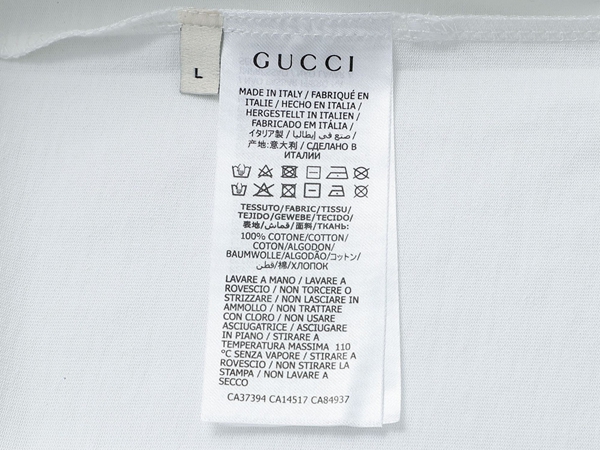 L
GUCCI
MADE IN ITALY / FABRIQUÉ EN
ITALIE / HECHO EN ITALIA /
HERGESTELLT IN ITALIEN /
FABRICADO EM ITÁLIA /
イタリア製 / صنع في إيطاليا /
产地:意大利 / СДЕЛАНО В
ИТАЛИИ
TESSUTO/FABRIC/TISSU/
TEJIDO/GEWEBE/TECIDO/
表地/قماش/面料/ТКАНЬ:
100% COTONE/COTTON/
COTON/ALGODON/
BAUMWOLLE/ALGODÃO/コットン/
قطن/棉/ХЛОПОК
LAVARE A MANO / LAVARE A
ROVESCIO / NON TORCERE O
STRIZZARE / NON LASCIARE IN
AMMOLLO / NON TRATTARE
CON CLORO / NON USARE
ASCIUGATRICE / ASCIUGARE
IN PIANO / STIRARE A
TEMPERATURA MASSIMA 110
°C SENZA VAPORE / STIRARE A
ROVESCIO / NON STIRARE LA
STAMPA / NON LAVARE A
SECCO
CA37394 CA14517 CA84937